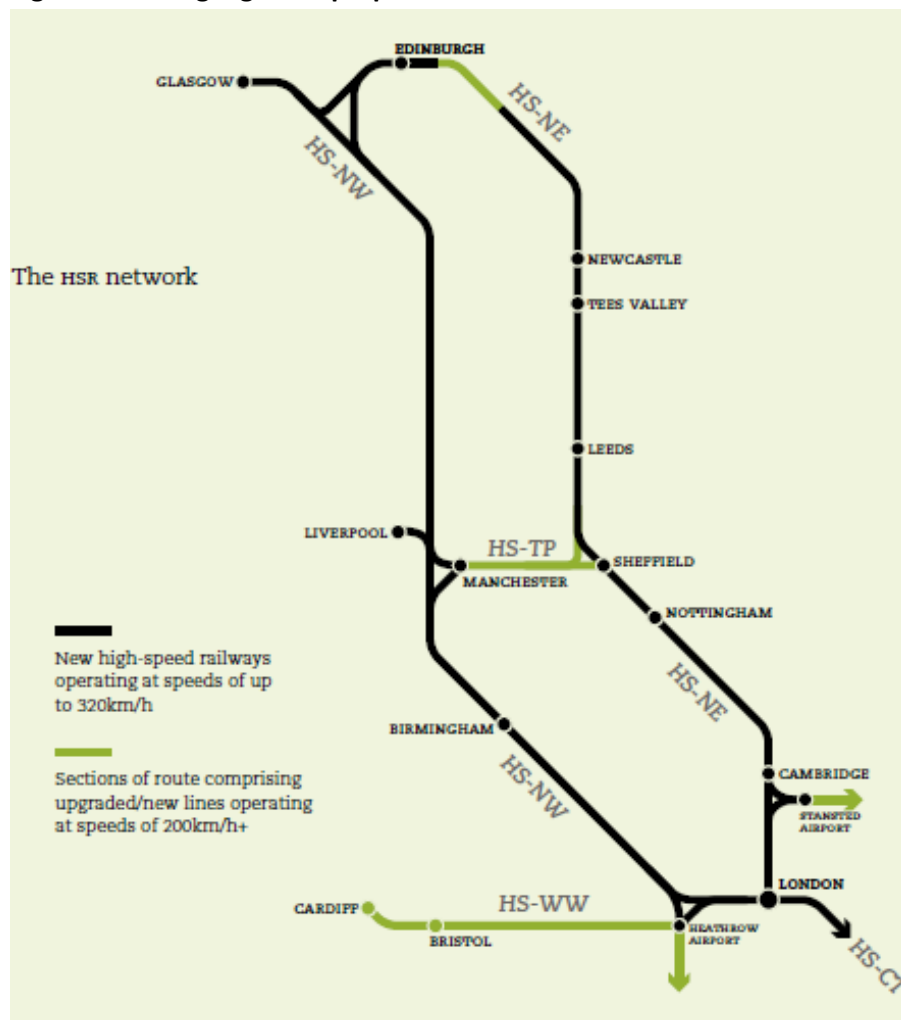 EDINBURGH
GLASGOW
HS-NE
HS-NW
The HSR network
NEWCASTLE
TEES VALLEY
LEEDS
LIVERPOOL
HS-TP
SHEFFIELD
MANCHESTER
NOTTINGHAM
New high-speed railways
operating at speeds of up
to 320km/h
HS-NE
BIRMINGHAM
HS-NW
Sections of route comprising
upgraded/new lines operating
at speeds of 200km/h+
CAMBRIDGE
STANSTED
AIRPORT
LONDON
CARDIFF
HS-WW
BRISTOL
HEATHROW
AIRPORT
HS-CT